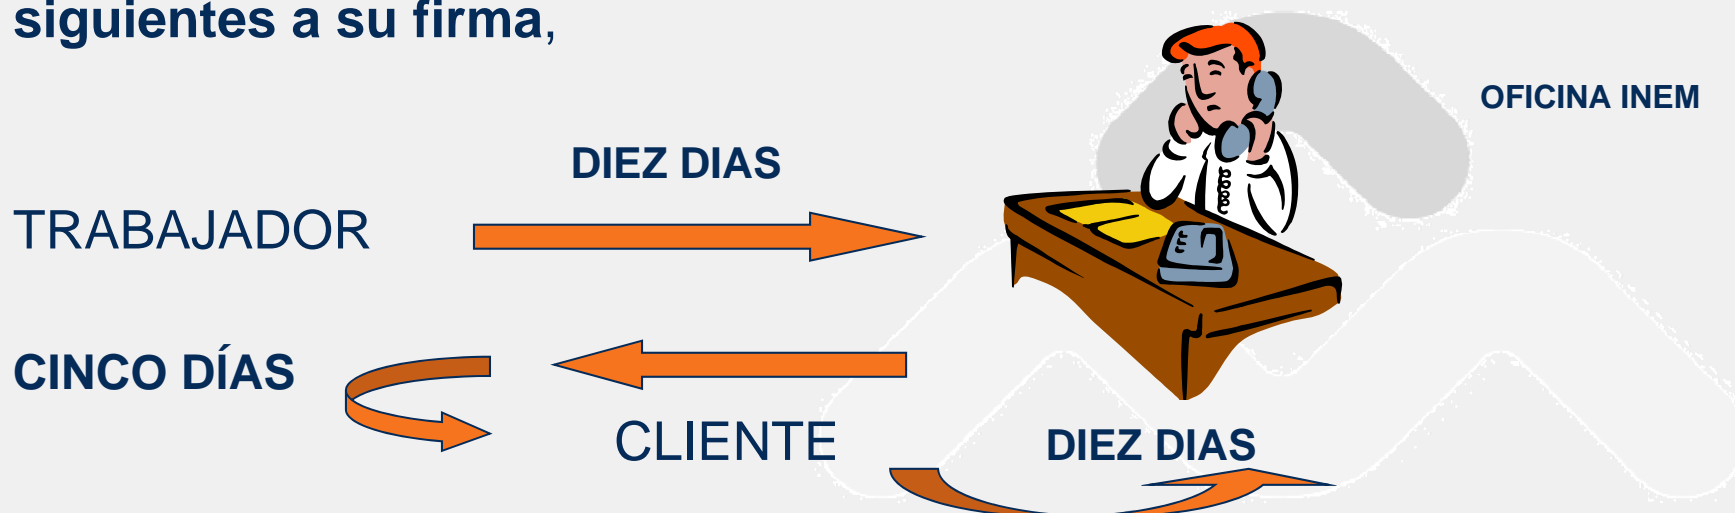 siguientes a su firma,
OFICINA INEM
DIEZ DIAS
TRABAJADOR
CINCO DÍAS
CLIENTE
DIEZ DIAS